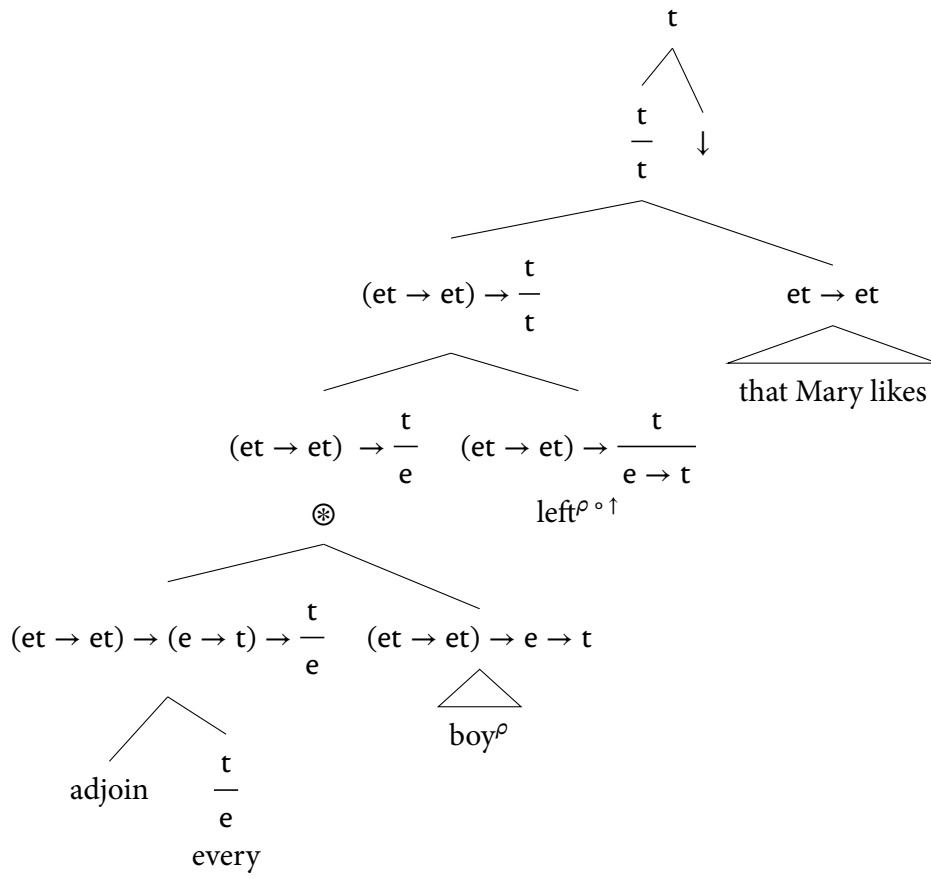 t
t
t
↓
(et → et) → t
t
et → et
that Mary likes
(et → et) → t
e
(et → et) → t
e → t
⊛
left^{ρ ∘ ↑}
(et → et) → (e → t) → t
e
(et → et) → e → t
boy^ρ
adjoin
t
e
every